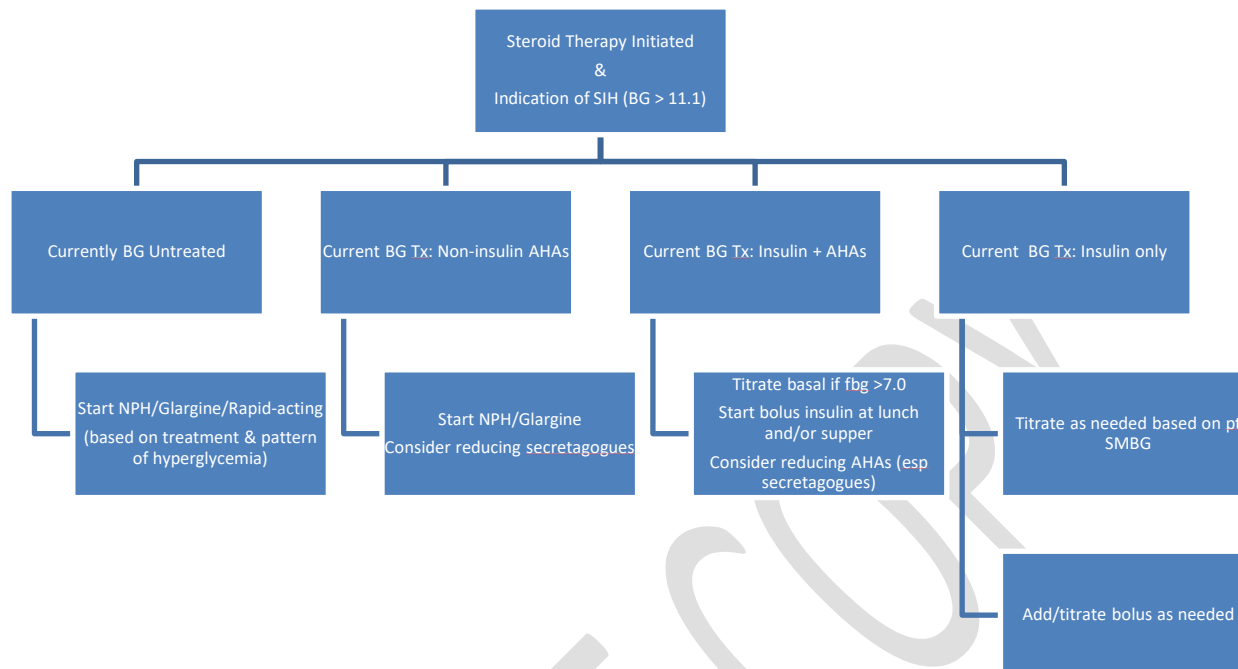 Steroid Therapy Initiated
&
Indication of SIH (BG > 11.1)
Currently BG Untreated
Current BG Tx: Non-insulin AHAs
Current BG Tx: Insulin + AHAs
Current BG Tx: Insulin only
Start NPH/Glargine/Rapid-acting
(based on treatment & pattern
of hyperglycemia)
Start NPH/Glargine
Consider reducing secretagogues
Titrate basal if fbg >7.0
Start bolus insulin at lunch
and/or supper
Consider reducing AHAs (esp
secretagogues)
Titrate as needed based on pt
SMBG
Add/titrate bolus as needed